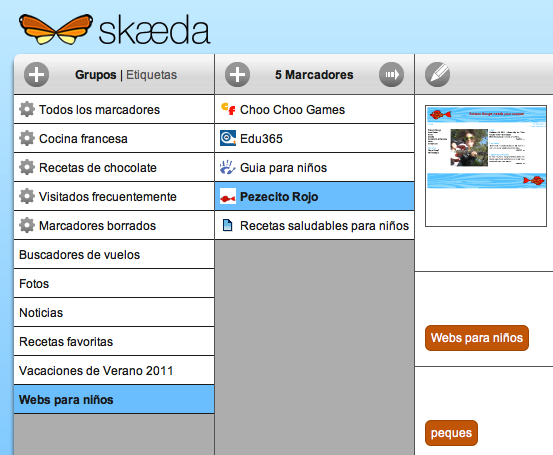 skæda
Grupos | Etiquetas
Todos los marcadores
Cocina francesa
Recetas de chocolate
Visitados frecuentemente
Marcadores borrados
Buscadores de vuelos
Fotos
Noticias
Recetas favoritas
Vacaciones de Verano 2011
Webs para niños
5 Marcadores
Choo Choo Games
Edu365
Guia para niños
Pezecito Rojo
Recetas saludables para niños
Webs para niños
peques